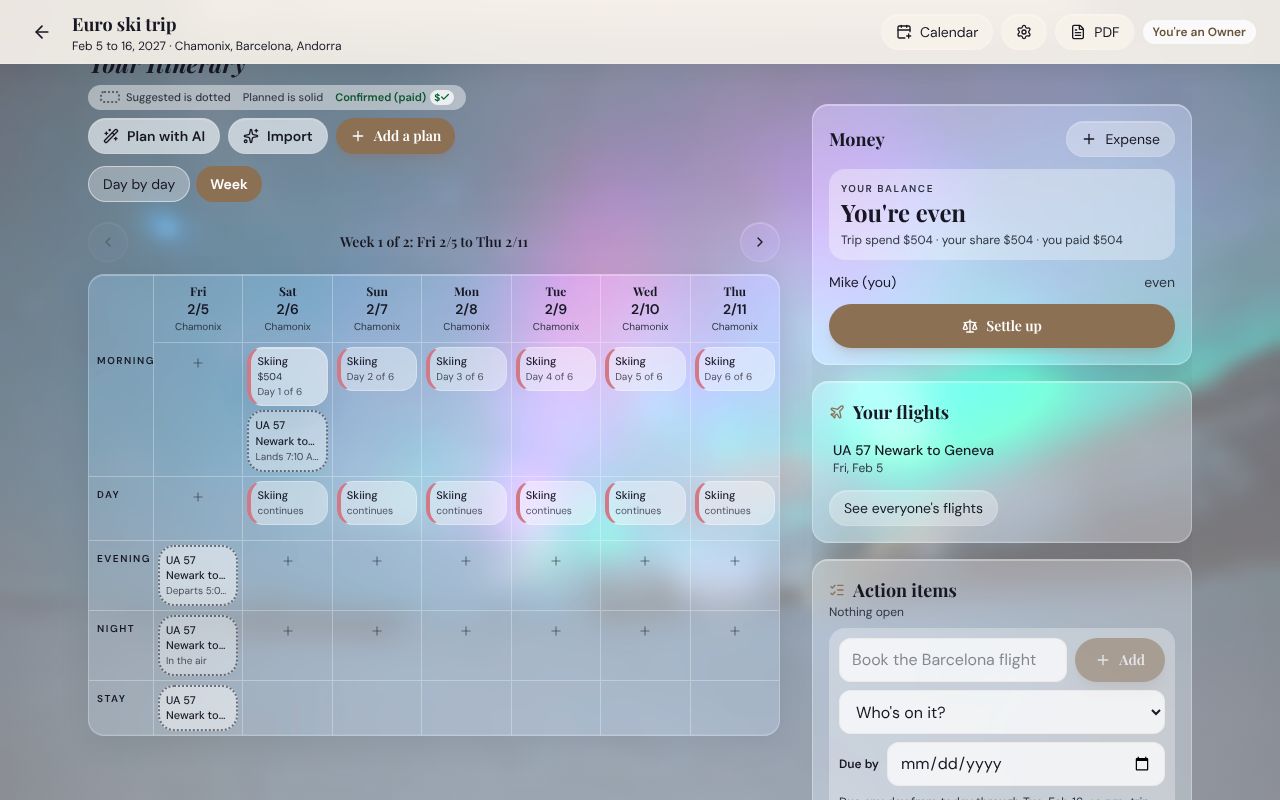 Euro ski trip
Feb 5 to 16, 2027 · Chamonix, Barcelona, Andorra
Calendar
PDF
You're an Owner
Your Itinerary
Suggested is dotted Planned is solid Confirmed (paid) $✓
Plan with AI
Import
+ Add a plan
Day by day
Week
Week 1 of 2: Fri 2/5 to Thu 2/11
Fri
2/5
Chamonix
Sat
2/6
Chamonix
Sun
2/7
Chamonix
Mon
2/8
Chamonix
Tue
2/9
Chamonix
Wed
2/10
Chamonix
Thu
2/11
Chamonix
MORNING
+
Skiing
$504
Day 1 of 6
UA 57
Newark to…
Lands 7:10 A…
Skiing
Day 2 of 6
Skiing
Day 3 of 6
Skiing
Day 4 of 6
Skiing
Day 5 of 6
Skiing
Day 6 of 6
DAY
+
Skiing
continues
Skiing
continues
Skiing
continues
Skiing
continues
Skiing
continues
Skiing
continues
EVENING
UA 57
Newark to…
Departs 5:0…
+ + + + + +
NIGHT
UA 57
Newark to…
In the air
+ + + + + +
STAY
UA 57
Newark to…
Money
+ Expense
YOUR BALANCE
You're even
Trip spend $504 · your share $504 · you paid $504
Mike (you) even
Settle up
Your flights
UA 57 Newark to Geneva
Fri, Feb 5
See everyone's flights
Action items
Nothing open
Book the Barcelona flight
+ Add
Who's on it?
Due by mm/dd/yyyy